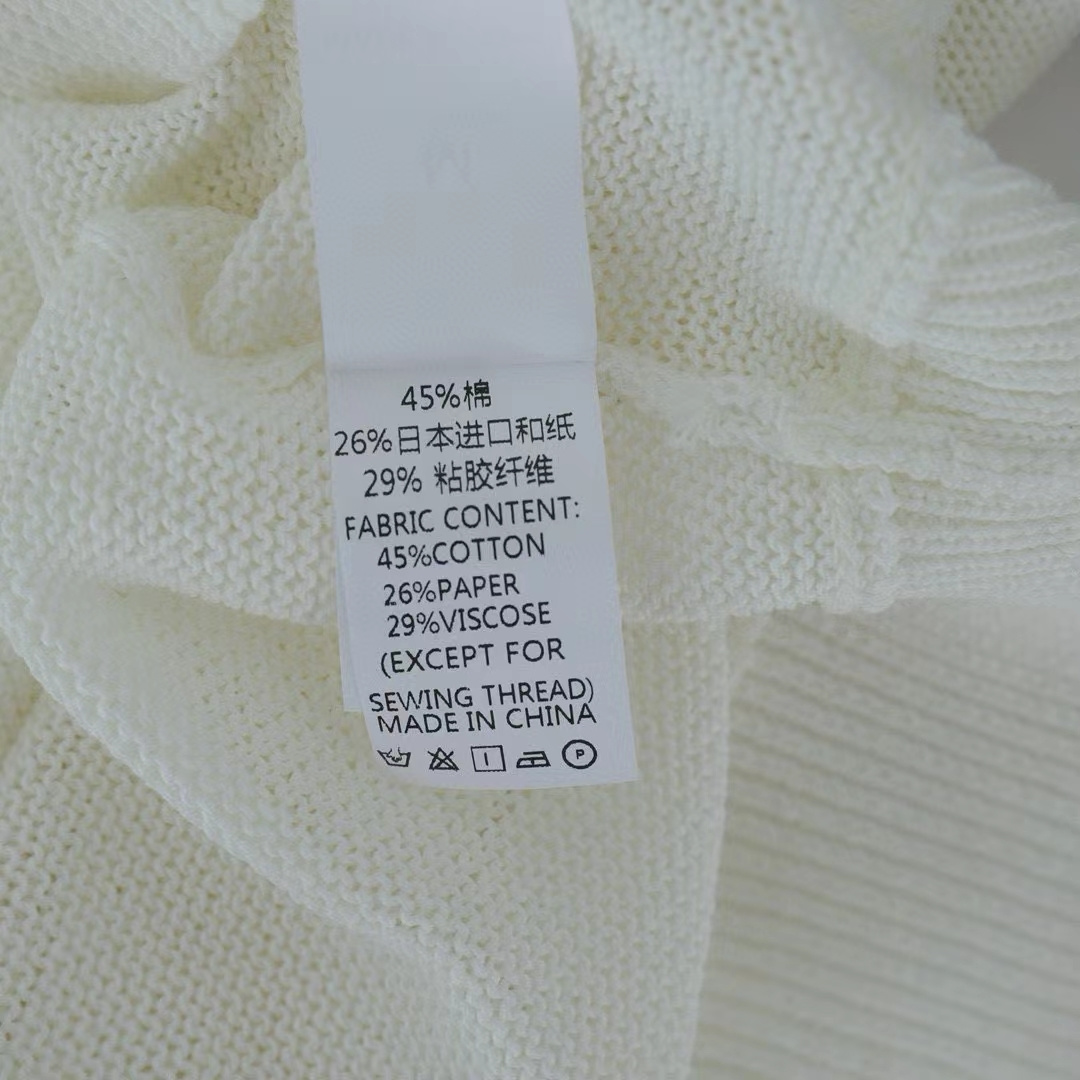 45%棉
26%日本进口和纸
29% 粘胶纤维
FABRIC CONTENT:
45%COTTON
26%PAPER
29%VISCOSE
(EXCEPT FOR
SEWING THREAD)
MADE IN CHINA
P